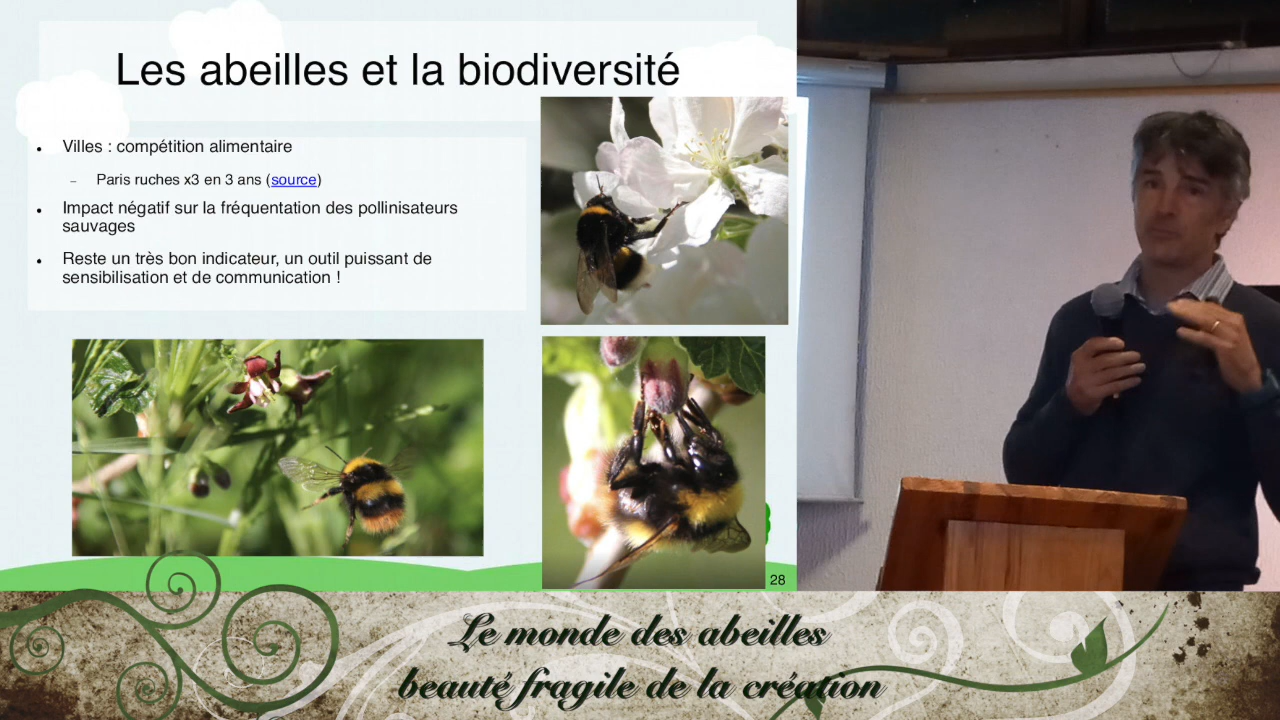 Les abeilles et la biodiversité
• Villes : compétition alimentaire
– Paris ruches x3 en 3 ans (source)
• Impact négatif sur la fréquentation des pollinisateurs
sauvages
• Reste un très bon indicateur, un outil puissant de
sensibilisation et de communication !
28
Le monde des abeilles
beauté fragile de la création